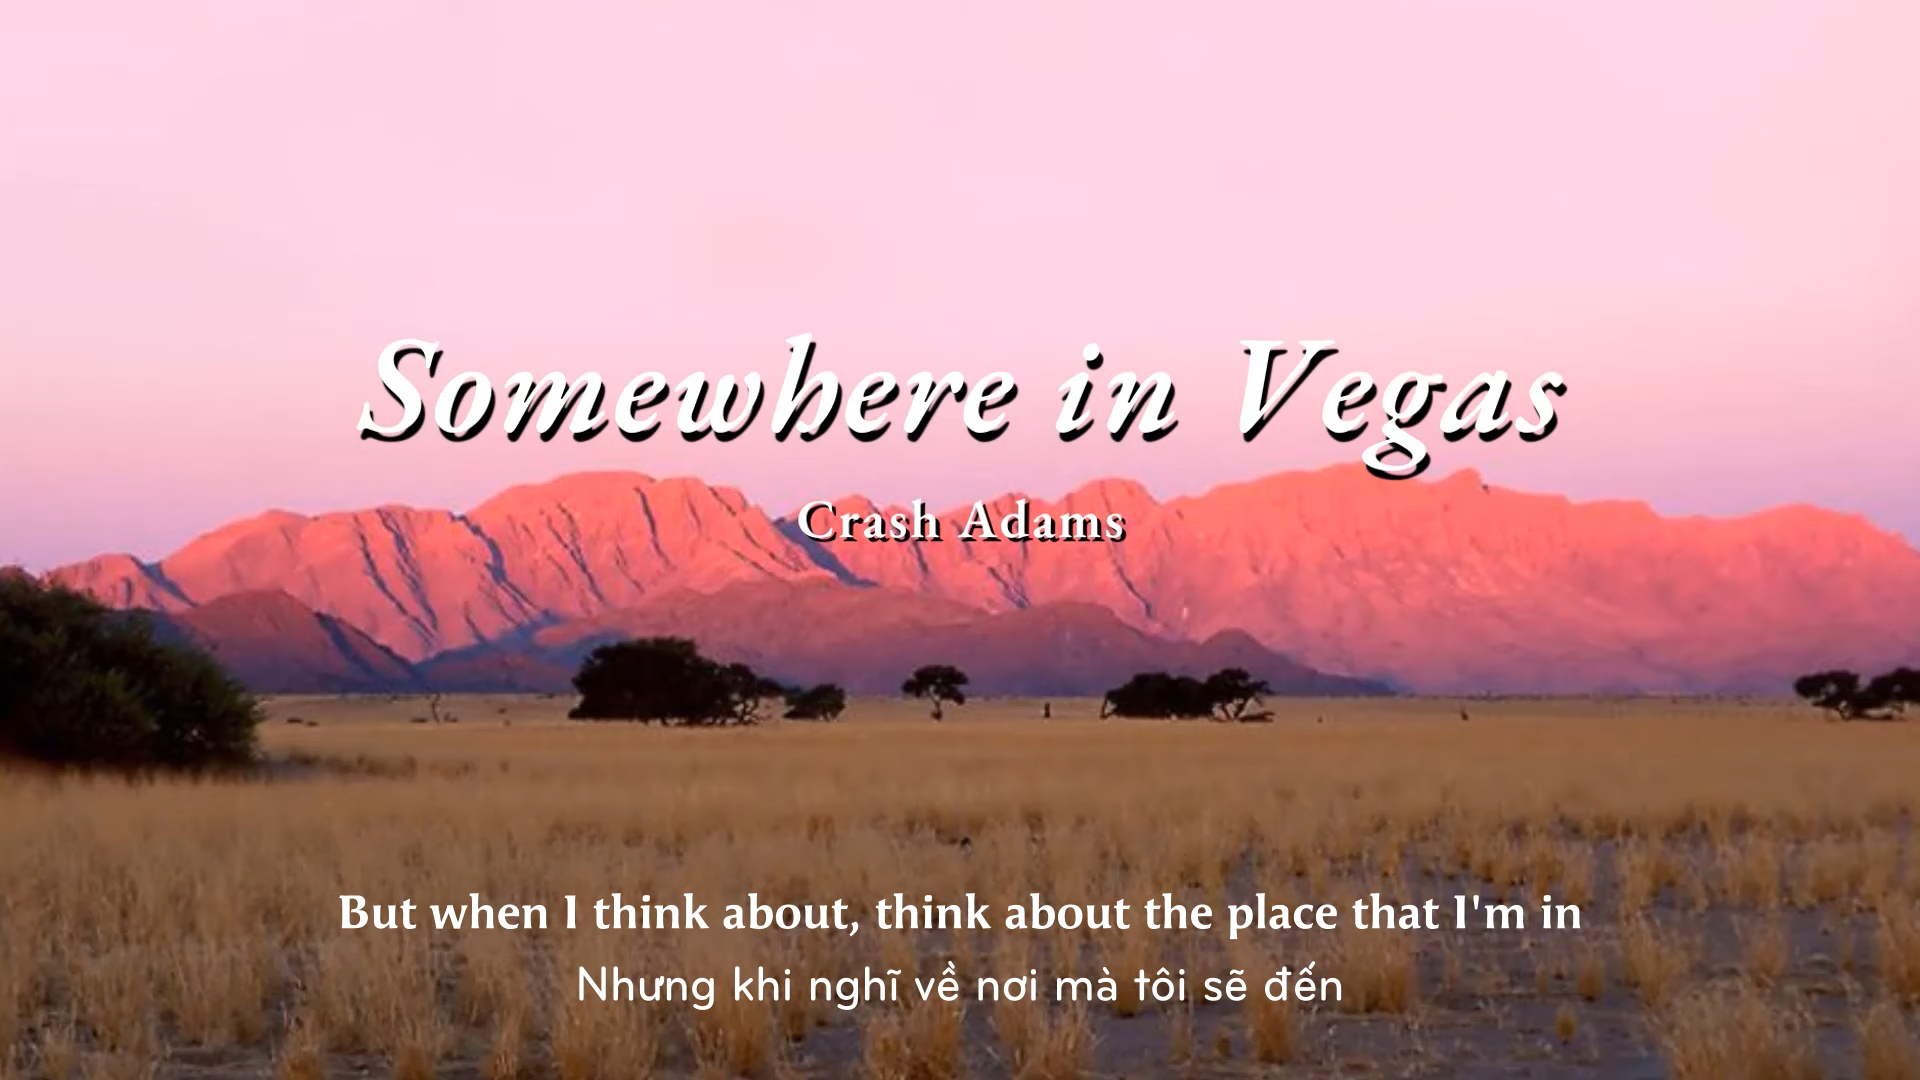 Somewhere in Vegas
Crash Adams
But when I think about, think about the place that I'm in
Nhưng khi nghĩ về nơi mà tôi sẽ đến